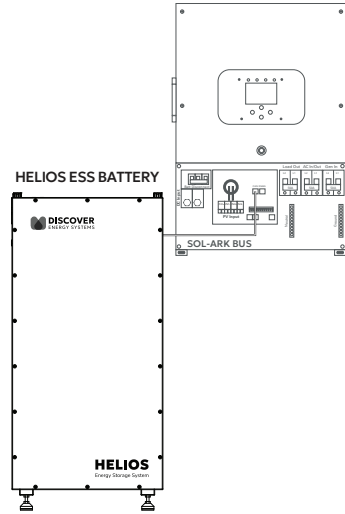 HELIOS ESS BATTERY
DISCOVER
ENERGY SYSTEMS
HELIOS
Energy Storage System
Load Out
AC In/Out
Gen In
PV Input
SOL-ARK BUS